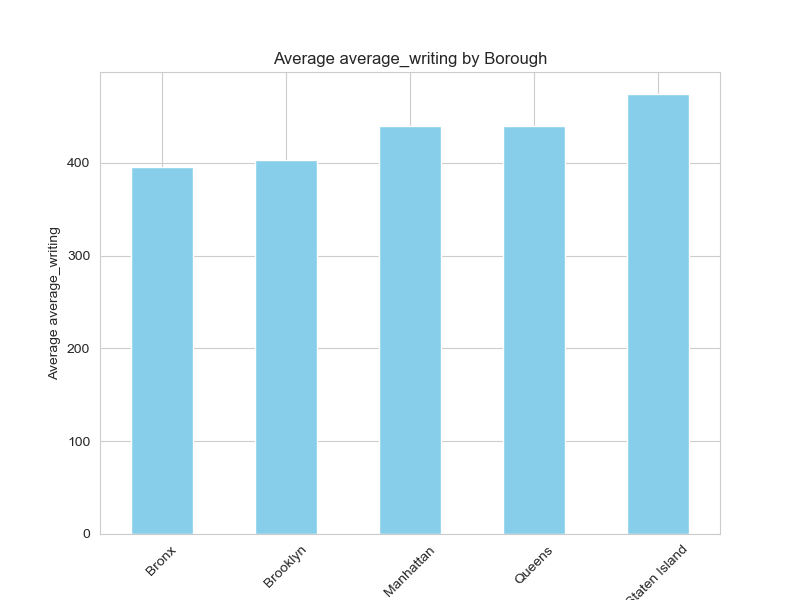 Average average_writing by Borough
Average average_writing
400
300
200
100
0
Bronx
Brooklyn
Manhattan
Queens
Staten Island